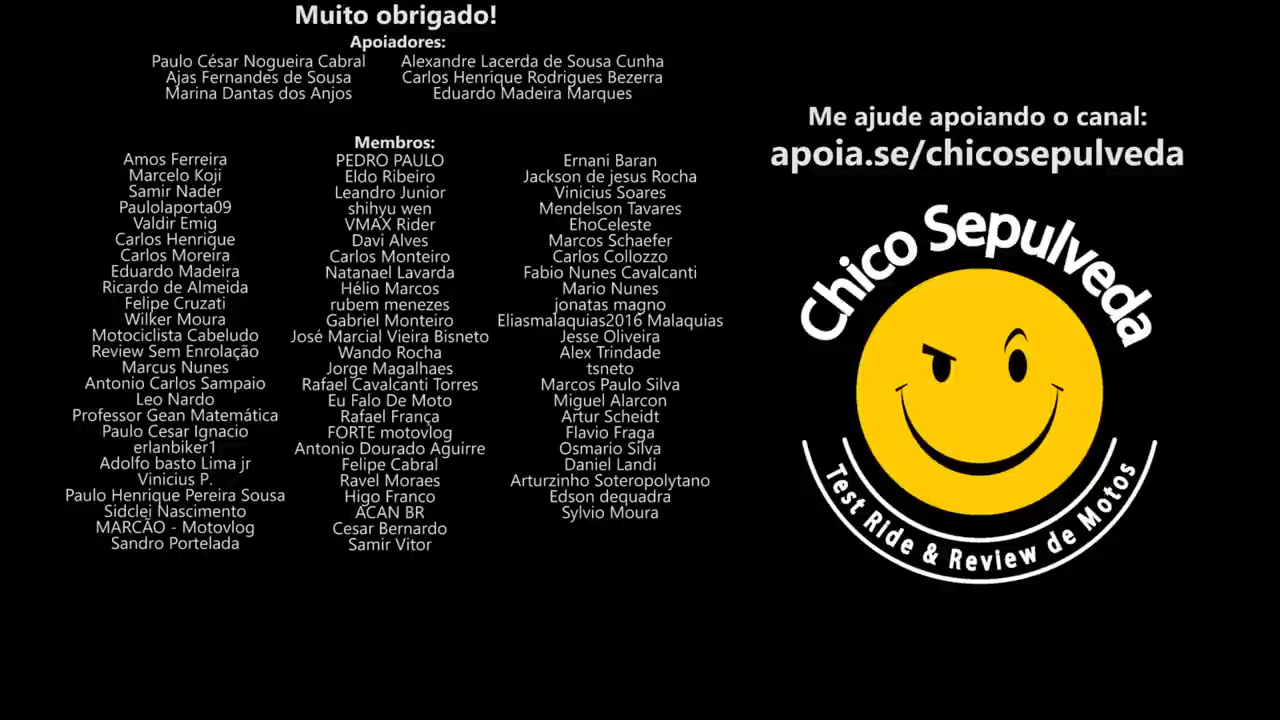 Muito obrigado!
Apoiadores:
Paulo César Nogueira Cabral
Ajas Fernandes de Sousa
Marina Dantas dos Anjos
Alexandre Lacerda de Sousa Cunha
Carlos Henrique Rodrigues Bezerra
Eduardo Madeira Marques
Membros:
Amos Ferreira
Marcelo Koji
Samir Nader
Paulolaporta09
Valdir Emig
Carlos Henrique
Carlos Moreira
Eduardo Madeira
Ricardo de Almeida
Felipe Cruzati
Wilker Moura
Motociclista Cabeludo
Review Sem Enrolação
Marcus Nunes
Antonio Carlos Sampaio
Leo Nardo
Professor Gean Matemática
Paulo Cesar Ignacio
erlanbiker1
Adolfo basto Lima jr
Vinicius P.
Paulo Henrique Pereira Sousa
Sidclei Nascimento
MARCÃO - Motovlog
Sandro Portelada
PEDRO PAULO
Eldo Ribeiro
Leandro Junior
shihyu wen
VMAX Rider
Davi Alves
Carlos Monteiro
Natanael Lavarda
Hélio Marcos
rubem menezes
Gabriel Monteiro
José Marcial Vieira Bisneto
Wando Rocha
Jorge Magalhaes
Rafael Cavalcanti Torres
Eu Falo De Moto
Rafael França
FORTE motovlog
Antonio Dourado Aguirre
Felipe Cabral
Ravel Moraes
Higo Franco
ACAN BR
Cesar Bernardo
Samir Vitor
Ernani Baran
Jackson de jesus Rocha
Vinicius Soares
Mendelson Tavares
EhoCeleste
Marcos Schaefer
Carlos Collozzo
Fabio Nunes Cavalcanti
Mario Nunes
jonatas magno
Eliasmalaquias2016 Malaquias
Jesse Oliveira
Alex Trindade
tsneto
Marcos Paulo Silva
Miguel Alarcon
Artur Scheidt
Flavio Fraga
Osmario Silva
Daniel Landi
Arturzinho Soteropolytano
Edson dequadra
Sylvio Moura
Me ajude apoiando o canal:
apoia.se/chicosepulveda
Chico Sepulveda
Test Ride & Review de Motos